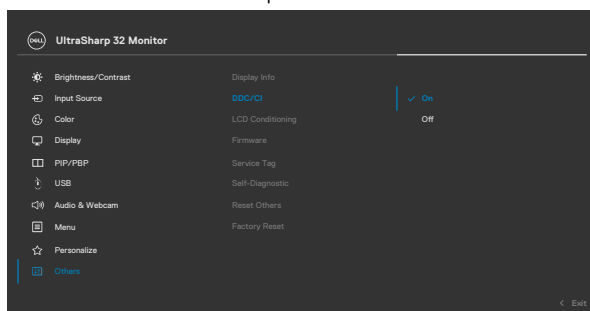 DELL UltraSharp 32 Monitor
Brightness/Contrast
Input Source
Color
Display
PIP/PBP
USB
Audio & Webcam
Menu
Personalize
Others
Display Info
DDC/CI
LCD Conditioning
Firmware
Service Tag
Self-Diagnostic
Reset Others
Factory Reset
On
Off
Exit